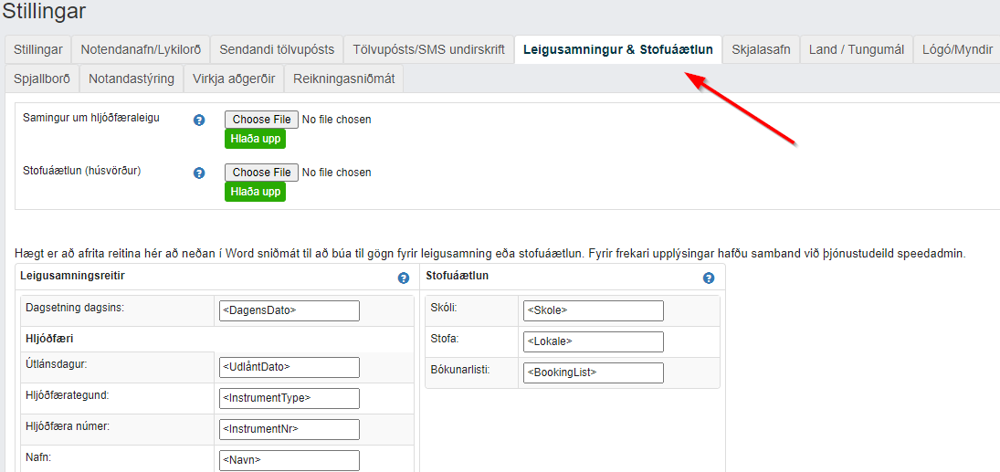 Stillingar
Stillingar Notendanafn/Lykilorð Sendandi tölvupósts Tölvupósts/SMS undirskrift Leigusamningur & Stofuáætlun Skjalasafn Land / Tungumál Lógó/Myndir
Spjallborð Notandastýring Virkja aðgerðir Reikningasniðmát
Samingur um hljóðfæraleigu ? Choose File No file chosen
Hlaða upp
Stofuáætlun (húsvörður) ? Choose File No file chosen
Hlaða upp
Hægt er að afrita reitina hér að neðan í Word sniðmát til að búa til gögn fyrir leigusamning eða stofuáætlun. Fyrir frekari upplýsingar hafðu samband við þjónustudeild speedadmin.
Leigusamningsreitir ? Stofuáætlun ?
Dagsetning dagsins: <DagensDato> Skóli: <Skole>
Hljóðfæri Stofa: <Lokale>
Útlánsdagur: <UdlåntDato> Bókunarlisti: <BookingList>
Hljóðfærategund: <InstrumentType>
Hljóðfæra númer: <InstrumentNr>
Nafn: <Navn>